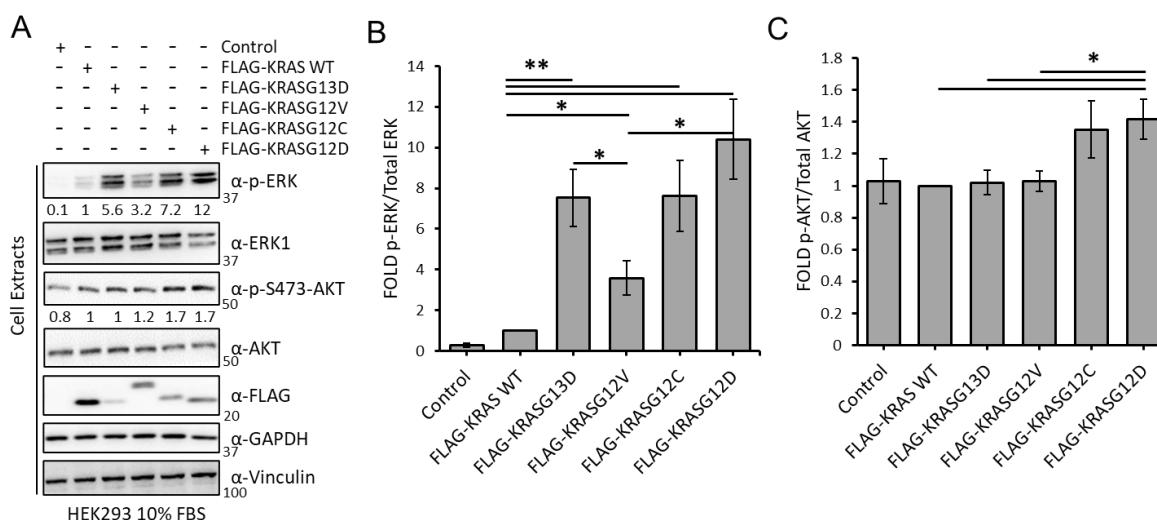 A
+ - - - - - Control
- + - - - - FLAG-KRAS WT
- - + - - - FLAG-KRASG13D
- - - + - - FLAG-KRASG12V
- - - - + - FLAG-KRASG12C
- - - - - + FLAG-KRASG12D
Cell Extracts
α-p-ERK
37
0.1 1 5.6 3.2 7.2 12
α-ERK1
37
α-p-S473-AKT
50
0.8 1 1 1.2 1.7 1.7
α-AKT
50
α-FLAG
20
α-GAPDH
37
α-Vinculin
100
HEK293 10% FBS
B
FOLD p-ERK/Total ERK
14
12
10
8
6
4
2
0
**
*
*
*
Control
FLAG-KRAS WT
FLAG-KRASG13D
FLAG-KRASG12V
FLAG-KRASG12C
FLAG-KRASG12D
C
FOLD p-AKT/Total AKT
1.8
1.6
1.4
1.2
1
0.8
0.6
0.4
0.2
0
*
Control
FLAG-KRAS WT
FLAG-KRASG13D
FLAG-KRASG12V
FLAG-KRASG12C
FLAG-KRASG12D